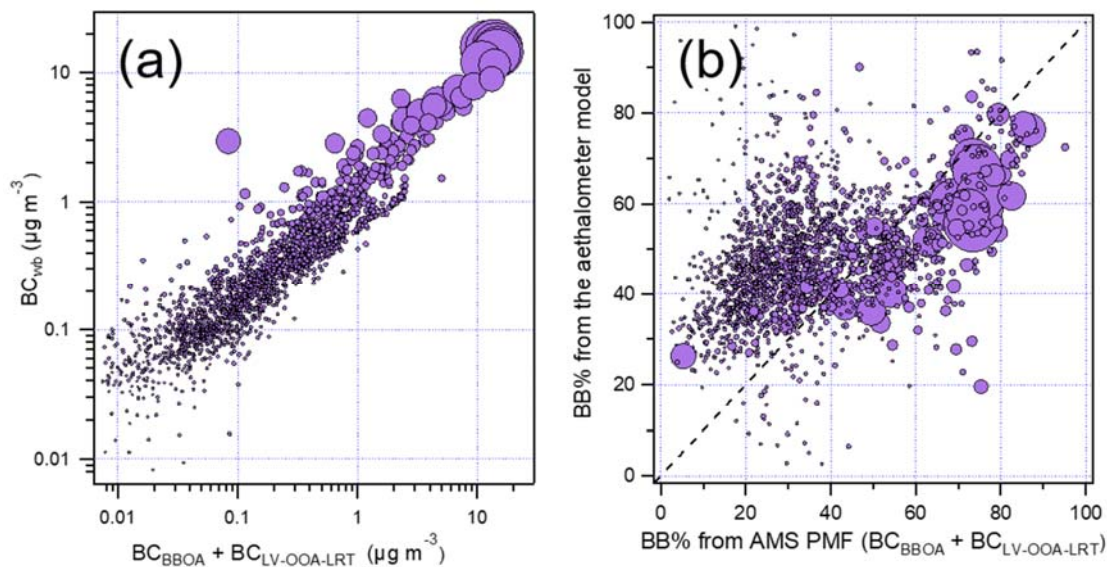 (a)
10
1
0.1
0.01
BC_wb (µg m⁻³)
0.01 0.1 1 10
BC_BBOA + BC_LV-OOA-LRT (µg m⁻³)
(b)
100
80
60
40
20
0
BB% from the aethalometer model
0 20 40 60 80 100
BB% from AMS PMF (BC_BBOA + BC_LV-OOA-LRT)